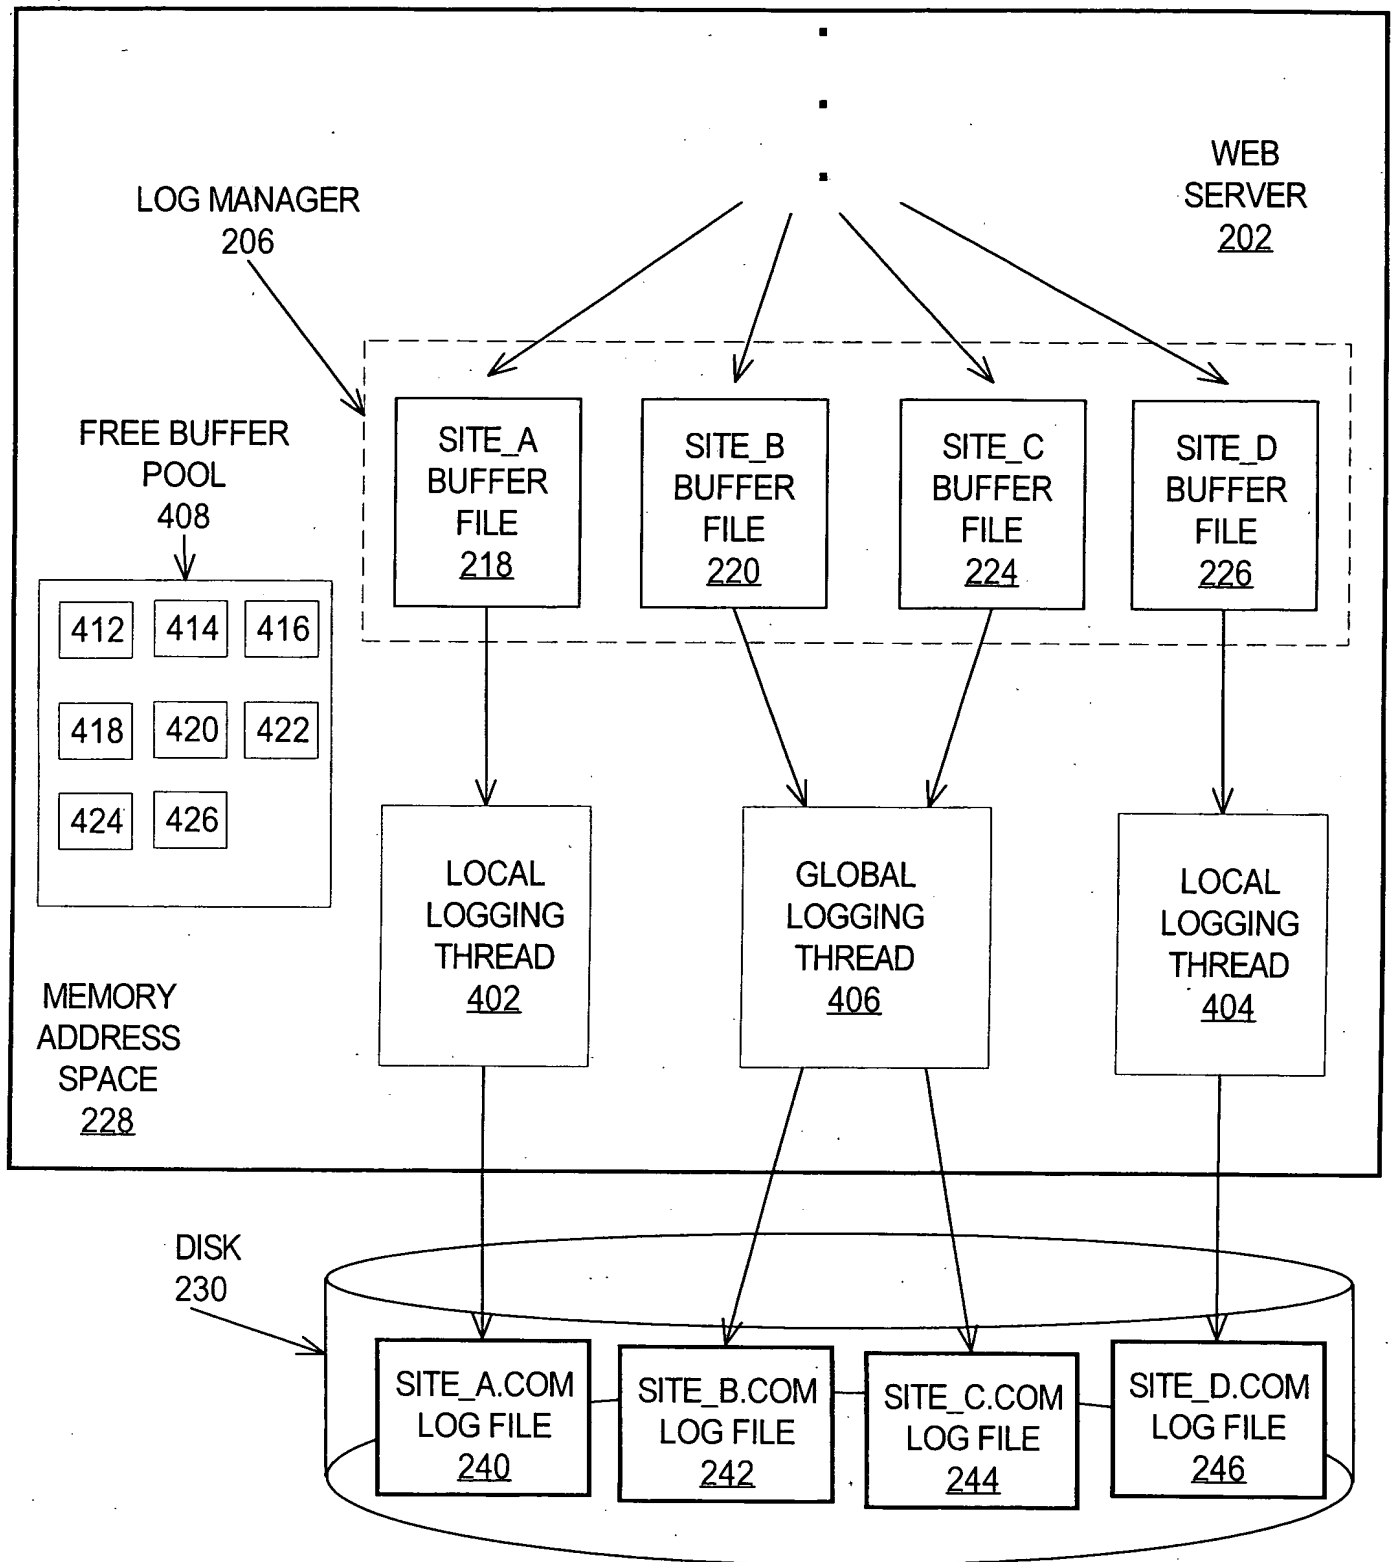 WEB
SERVER
202
LOG MANAGER
206
FREE BUFFER
POOL
408
SITE_A
BUFFER
FILE
218
SITE_B
BUFFER
FILE
220
SITE_C
BUFFER
FILE
224
SITE_D
BUFFER
FILE
226
412 414 416
418 420 422
424 426
LOCAL
LOGGING
THREAD
402
GLOBAL
LOGGING
THREAD
406
LOCAL
LOGGING
THREAD
404
MEMORY
ADDRESS
SPACE
228
DISK
230
SITE_A.COM
LOG FILE
240
SITE_B.COM
LOG FILE
242
SITE_C.COM
LOG FILE
244
SITE_D.COM
LOG FILE
246